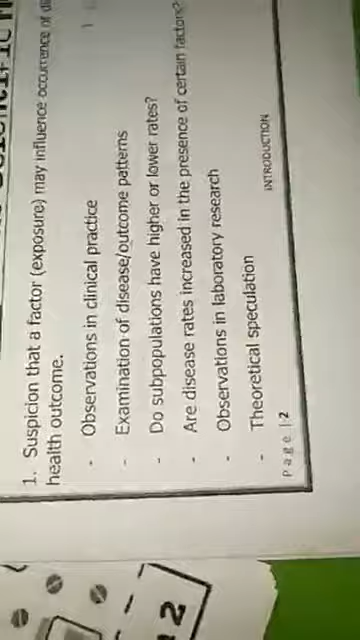 1. Suspicion that a factor (exposure) may influence occurrence of
health outcome.
- Observations in clinical practice
- Examination of disease/outcome patterns
- Do subpopulations have higher or lower rates?
- Are disease rates increased in the presence of certain factors?
- Observations in laboratory research
- Theoretical speculation
INTRODUCTION
Page | 2
12